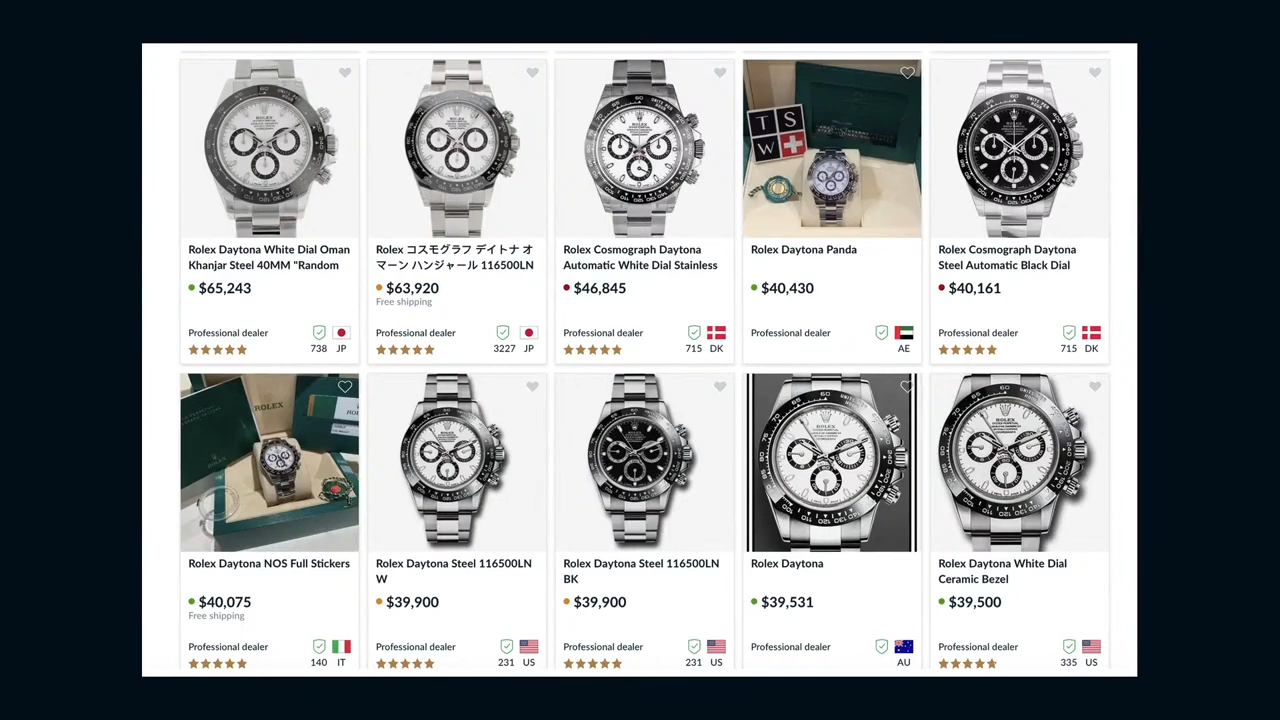 T S
W
ROLEX
Rolex Daytona White Dial Oman
Khanjar Steel 40MM "Random
$65,243
Professional dealer
738 JP
Rolex コスモグラフ デイトナ オ
マーン ハンジャール 116500LN
$63,920
Free shipping
Professional dealer
3227 JP
Rolex Cosmograph Daytona
Automatic White Dial Stainless
$46,845
Professional dealer
715 DK
Rolex Daytona Panda
$40,430
Professional dealer
AE
Rolex Cosmograph Daytona
Steel Automatic Black Dial
$40,161
Professional dealer
715 DK
ROLEX
Rolex Daytona NOS Full Stickers
$40,075
Free shipping
Professional dealer
140 IT
Rolex Daytona Steel 116500LN
W
$39,900
Professional dealer
231 US
Rolex Daytona Steel 116500LN
BK
$39,900
Professional dealer
231 US
Rolex Daytona
$39,531
Professional dealer
AU
Rolex Daytona White Dial
Ceramic Bezel
$39,500
Professional dealer
335 US